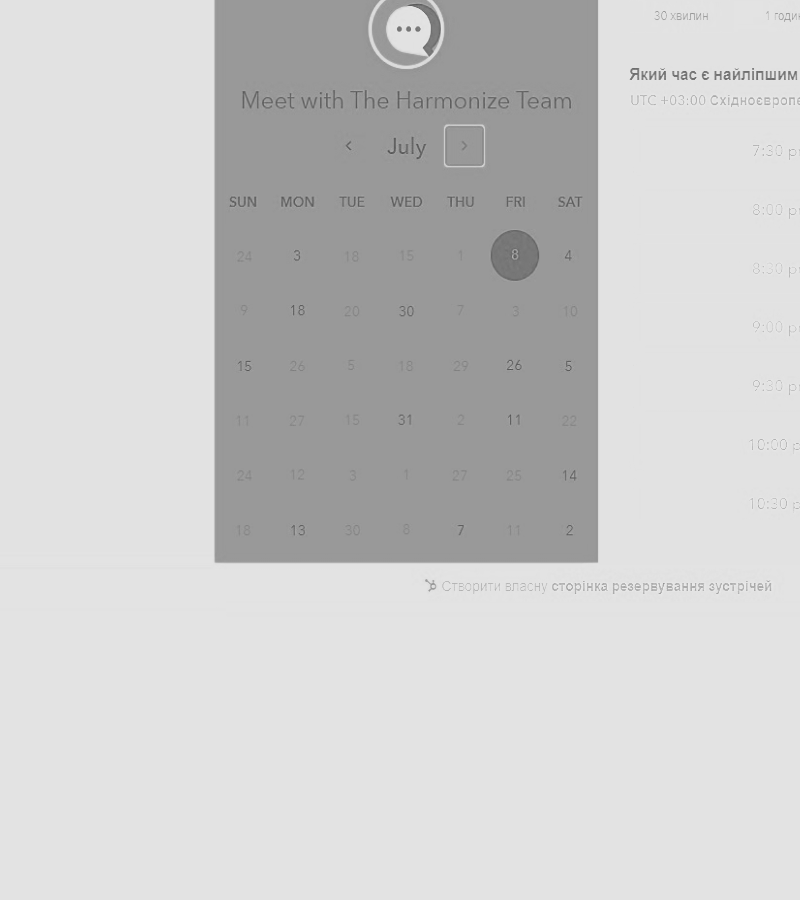 30 хвилин 1 годи
Meet with The Harmonize Team
Який час є найліпшим
UTC +03:00 Східноєвропе
July
SUN MON TUE WED THU FRI SAT
24 3 18 15 1 8 4
9 18 20 30 7 3 10
15 26 5 18 29 26 5
11 27 15 31 2 11 22
24 12 3 1 27 25 14
18 13 30 6 7 11 2
7:30 p
8:00 p
8:30 p
9:00 p
9:30 p
10:00 p
10:30 p
Створити власну сторінка резервування зустрічей